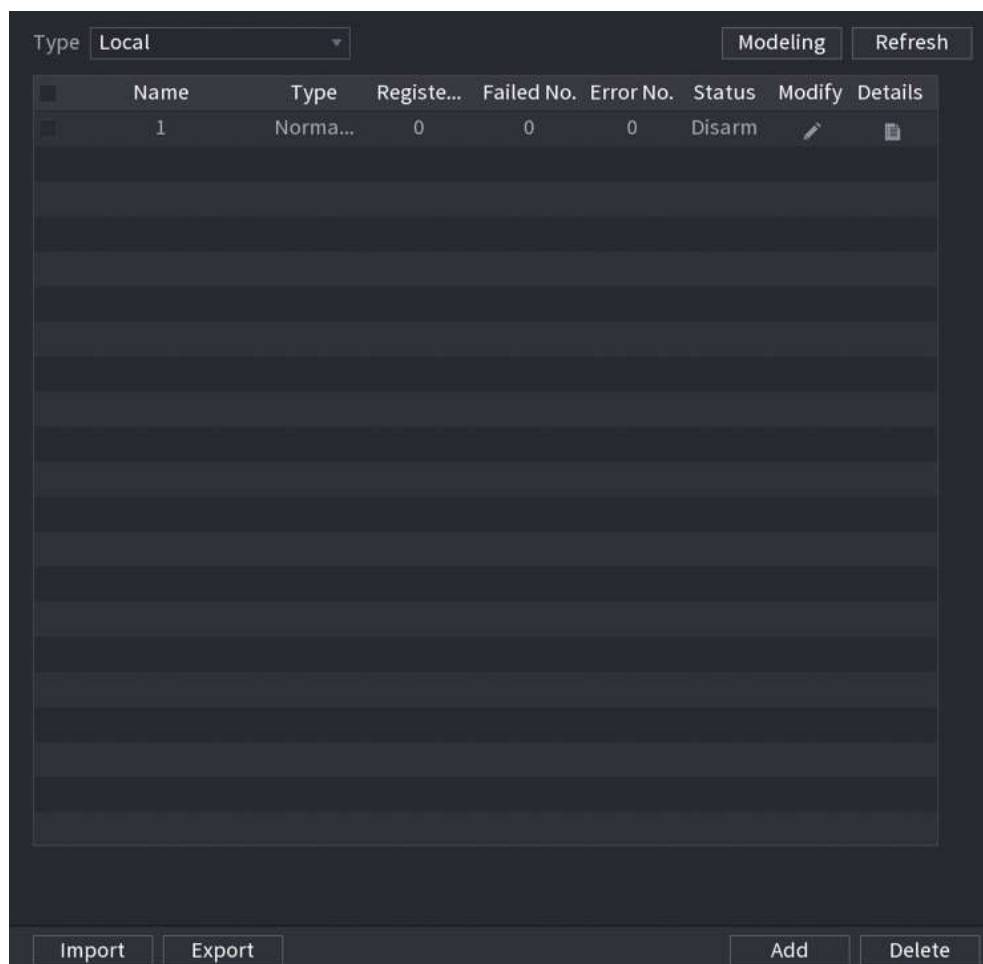 Type Local Modeling Refresh
Name Type Registe... Failed No. Error No. Status Modify Details
1 Norma... 0 0 0 Disarm
Import Export Add Delete